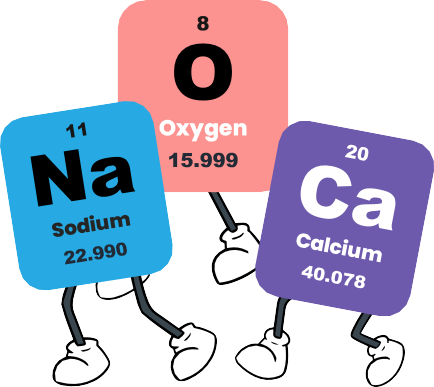 8
O
Oxygen
15.999
11
Na
Sodium
22.990
20
Ca
Calcium
40.078